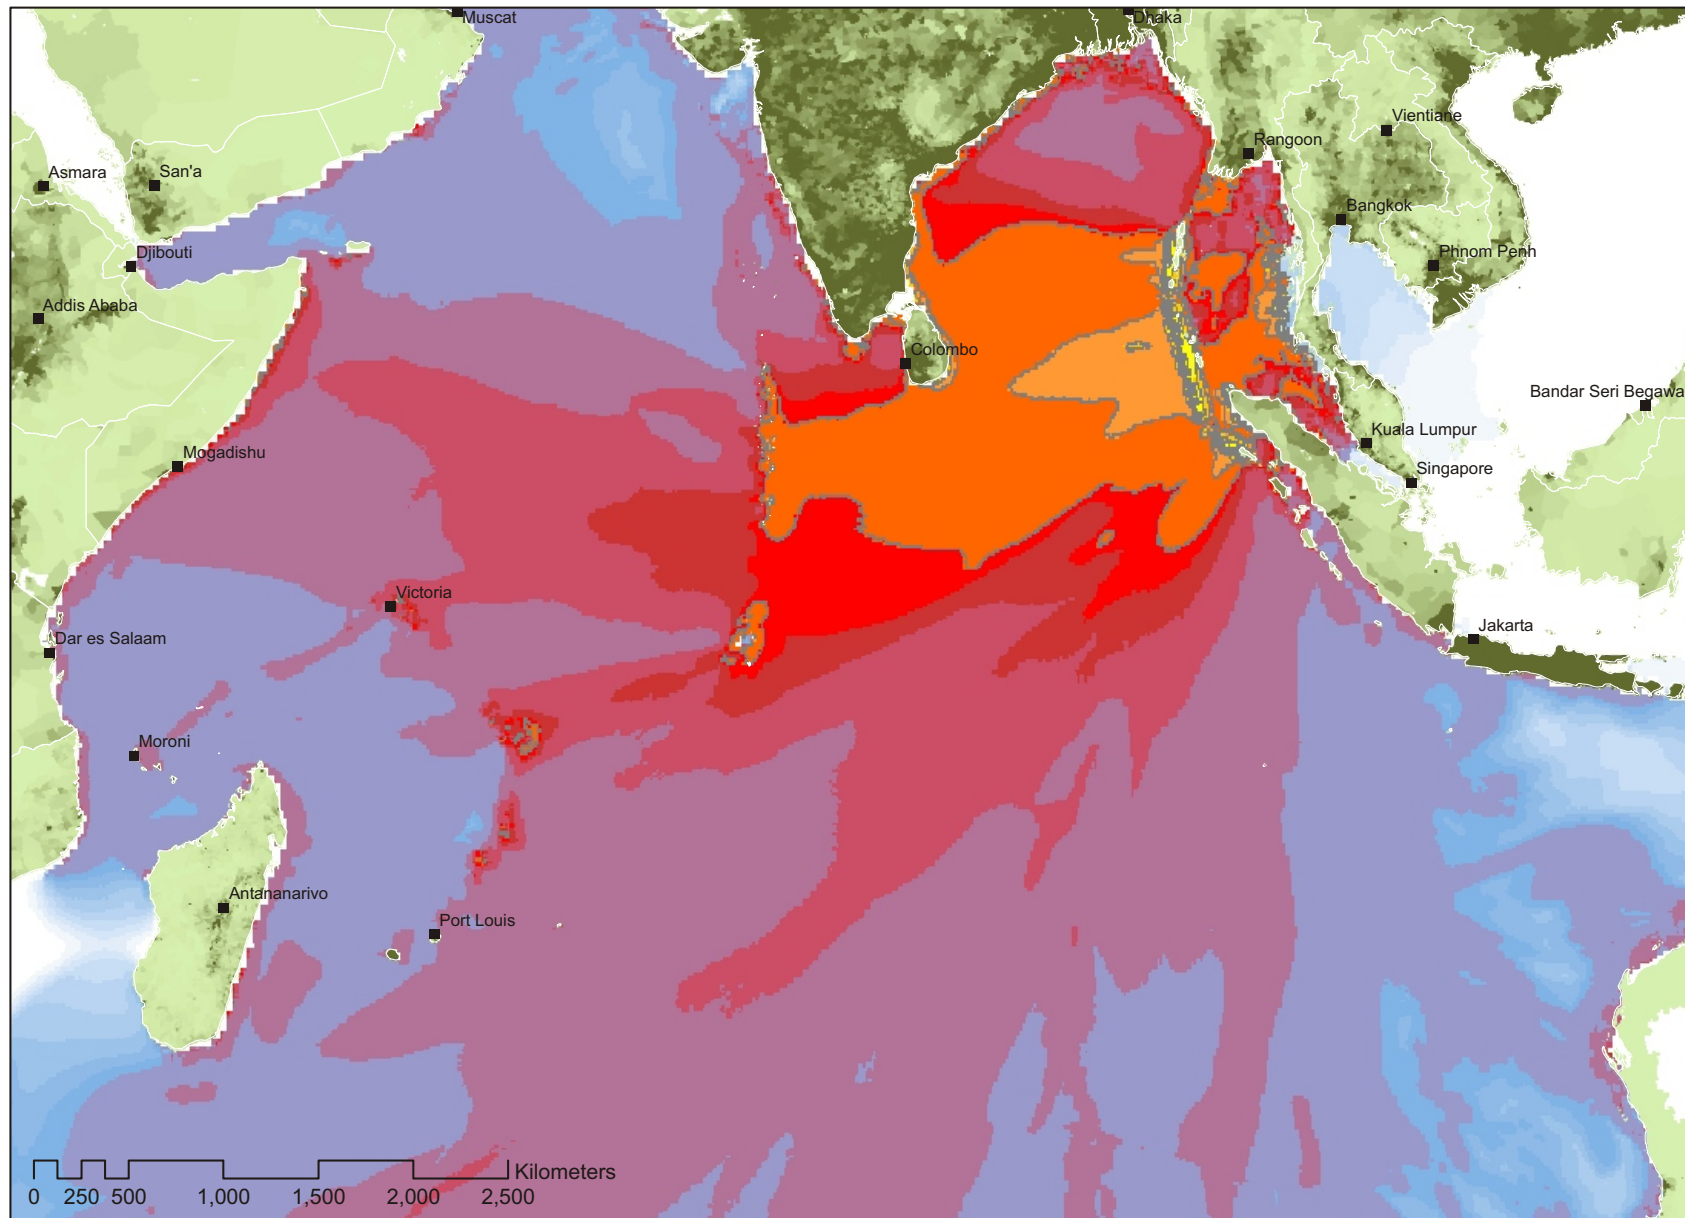 Muscat
Dhaka
Vientiane
Rangoon
Asmara
San'a
Bangkok
Djibouti
Phnom Penh
Addis Ababa
Colombo
Bandar Seri Begawa
Kuala Lumpur
Mogadishu
Singapore
Victoria
Jakarta
Dar es Salaam
Moroni
Antananarivo
Port Louis
Kilometers
0 250 500 1,000 1,500 2,000 2,500